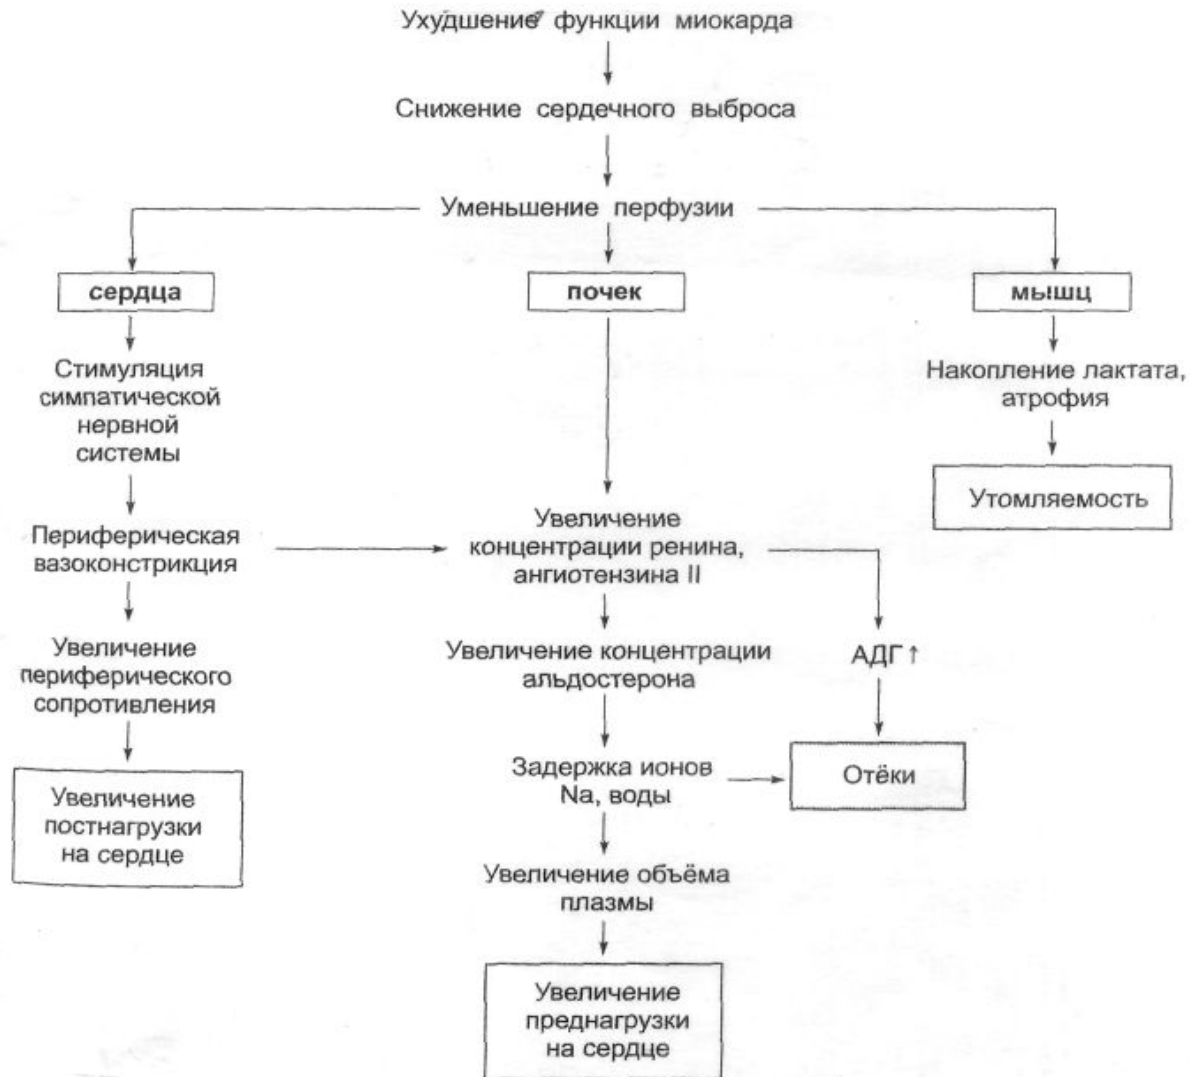 Ухудшение функции миокарда
Снижение сердечного выброса
Уменьшение перфузии
сердца
почек
мышц
Стимуляция
симпатической
нервной
системы
Накопление лактата,
атрофия
Утомляемость
Периферическая
вазоконстрикция
Увеличение
концентрации ренина,
ангиотензина II
Увеличение
периферического
сопротивления
Увеличение концентрации
альдостерона
АДГ↑
Задержка ионов
Na, воды
Отёки
Увеличение
постнагрузки
на сердце
Увеличение объёма
плазмы
Увеличение
преднагрузки
на сердце